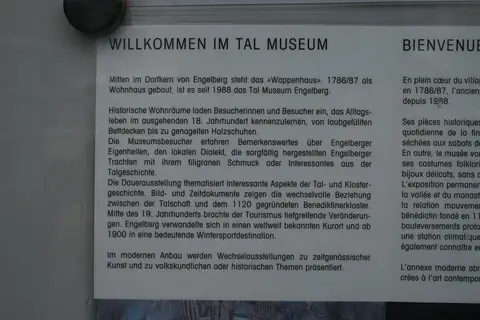 WILLKOMMEN IM TAL MUSEUM
Mitten im Dorfkern von Engelberg steht das «Wappenhaus». 1786/87 als
Wohnhaus gebaut, ist es seit 1988 das Tal Museum Engelberg.
Historische Wohnräume laden Besucherinnen und Besucher ein, das Alltags-
leben im ausgehenden 18. Jahrhundert kennenzulernen, von laubgefüllten
Bettdecken bis zu genagelten Holzschuhen.
Die Museumsbesucher erfahren Bemerkenswertes über Engelberger
Eigenheiten, den lokalen Dialekt, die sorgfältig hergestellten Engelberger
Trachten mit ihrem filigranen Schmuck oder Interessantes aus der
Talgeschichte.
Die Dauerausstellung thematisiert interessante Aspekte der Tal- und Kloster-
geschichte. Bild- und Zeitdokumente zeigen die wechselvolle Beziehung
zwischen der Talschaft und dem 1120 gegründeten Benediktinerkloster.
Mitte des 19. Jahrhunderts brachte der Tourismus tiefgreifende Veränderun-
gen. Engelberg verwandelte sich in einen weltweit bekannten Kurort und ab
1900 in eine bedeutende Wintersportdestination.
Im modernen Anbau werden Wechselausstellungen zu zeitgenössischer
Kunst und zu volkskundlichen oder historischen Themen präsentiert.
BIENVENUE
En plein cœur du villa
en 1786/87, l'ancien
depuis 1988.
Ses pièces historiques
quotidienne de la fin
séchées aux sabots d
En outre, le musée vo
ses costumes folklori
bijoux délicats, sans o
L'exposition permanen
la vallée et du monast
la relation mouvemen
bénédictin fondé en 11
bouleversements profo
une station climatique
également connaître en
L'annexe moderne abr
crées à l'art contempor